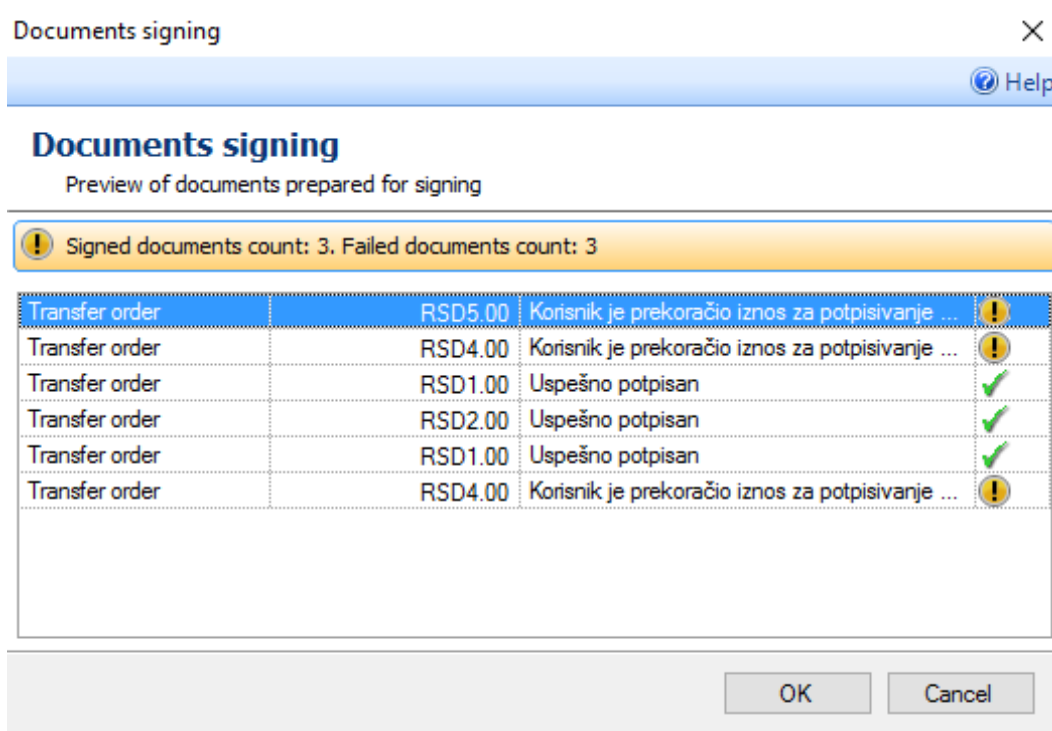 Documents signing
Help
Documents signing
Preview of documents prepared for signing
Signed documents count: 3. Failed documents count: 3
Transfer order RSD5.00 Korisnik je prekoračio iznos za potpisivanje ...
Transfer order RSD4.00 Korisnik je prekoračio iznos za potpisivanje ...
Transfer order RSD1.00 Uspešno potpisan
Transfer order RSD2.00 Uspešno potpisan
Transfer order RSD1.00 Uspešno potpisan
Transfer order RSD4.00 Korisnik je prekoračio iznos za potpisivanje ...
OK Cancel